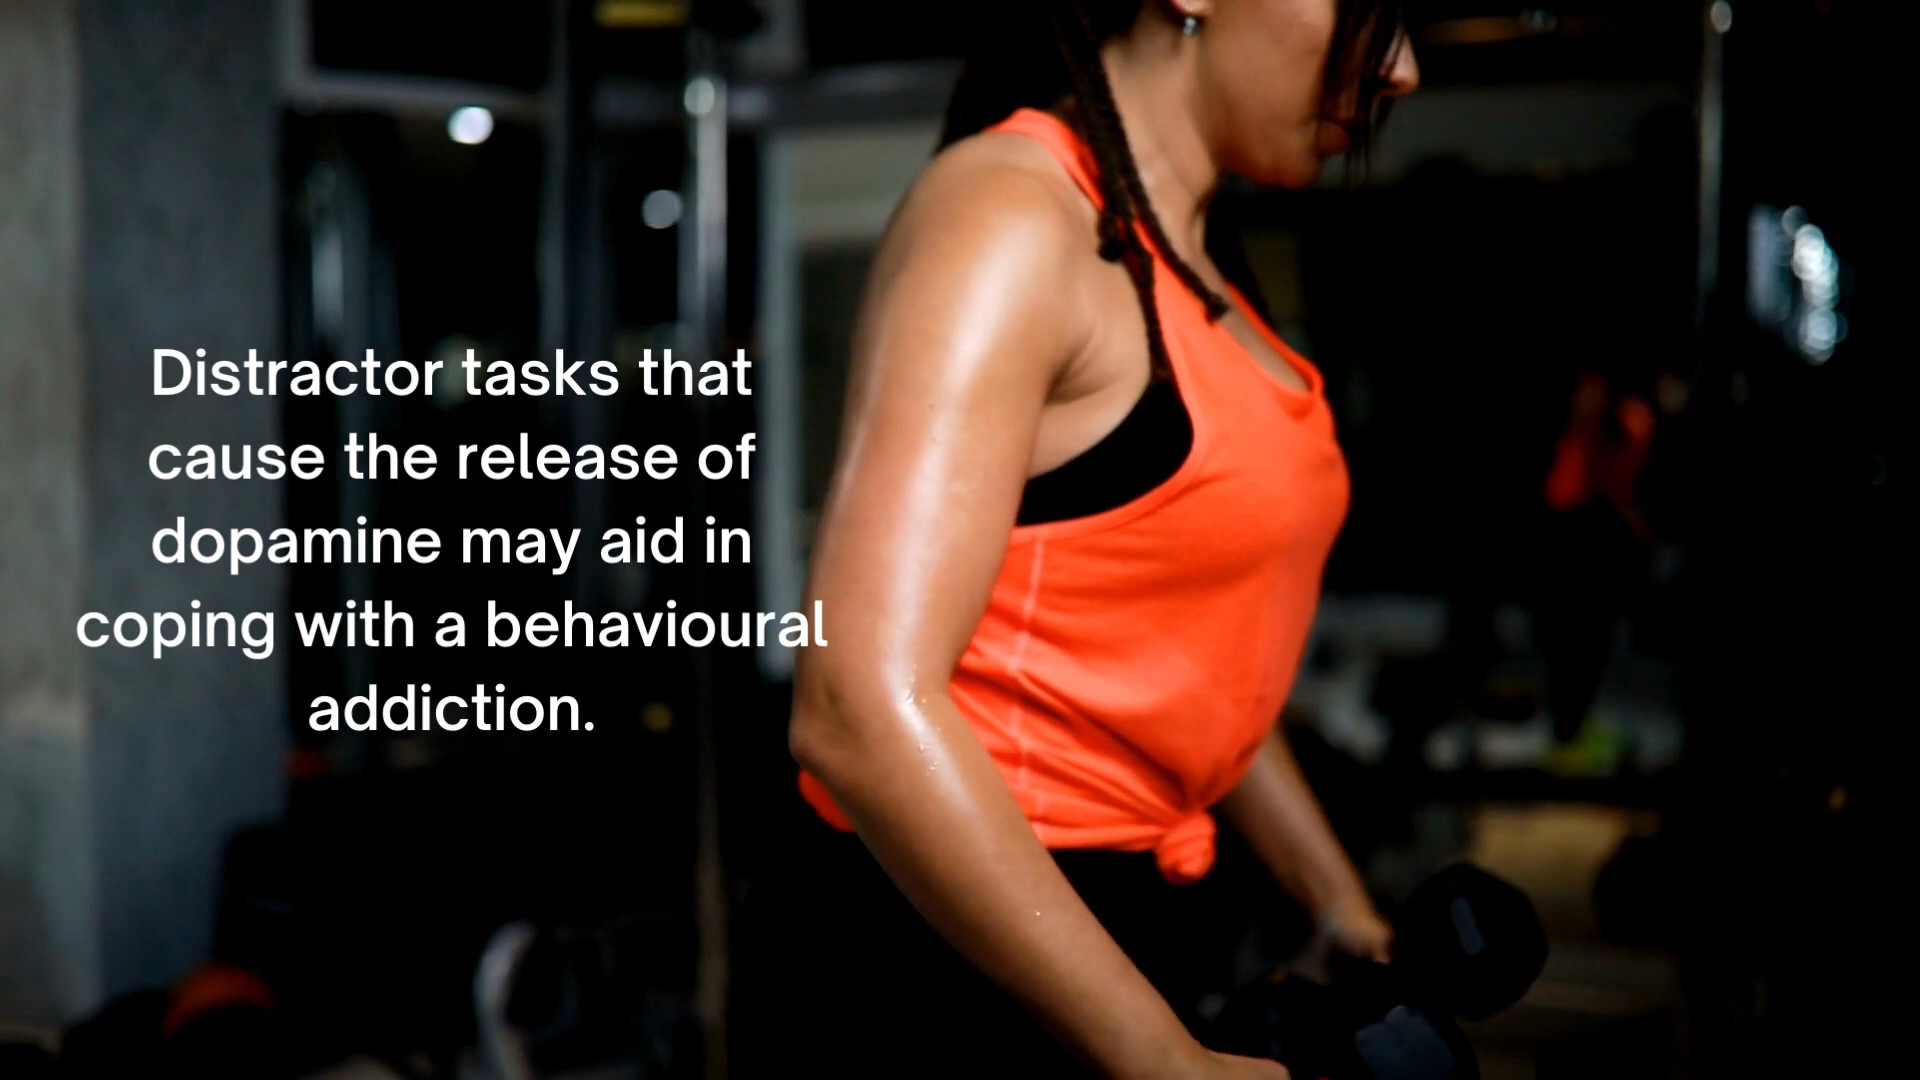 Distractor tasks that
cause the release of
dopamine may aid in
coping with a behavioural
addiction.